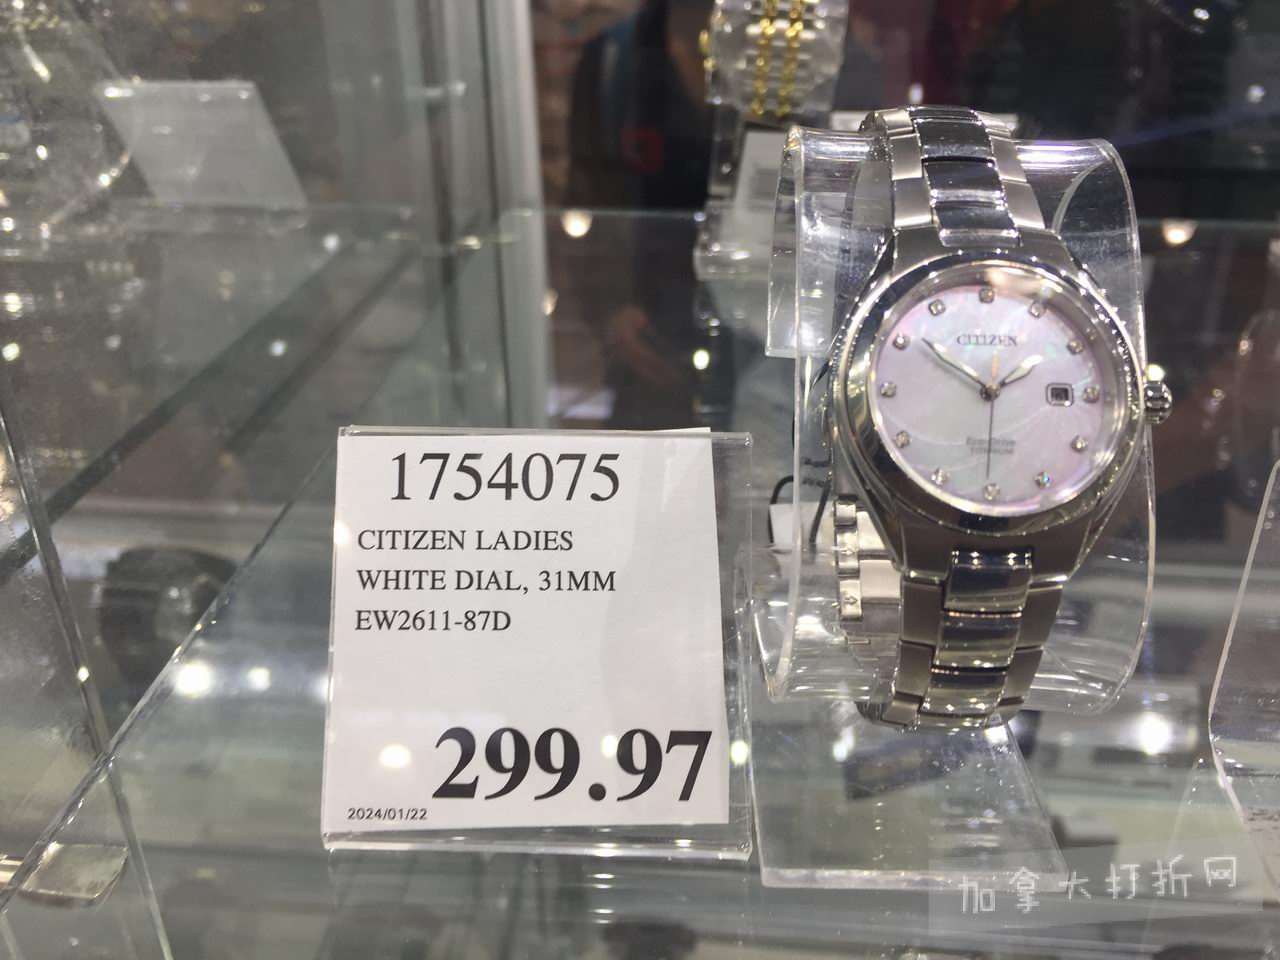 1754075
CITIZEN LADIES
WHITE DIAL, 31MM
EW2611-87D
299.97
2024/01/22
CITIZEN
Eco-Drive
TITANIUM
加拿大打折网